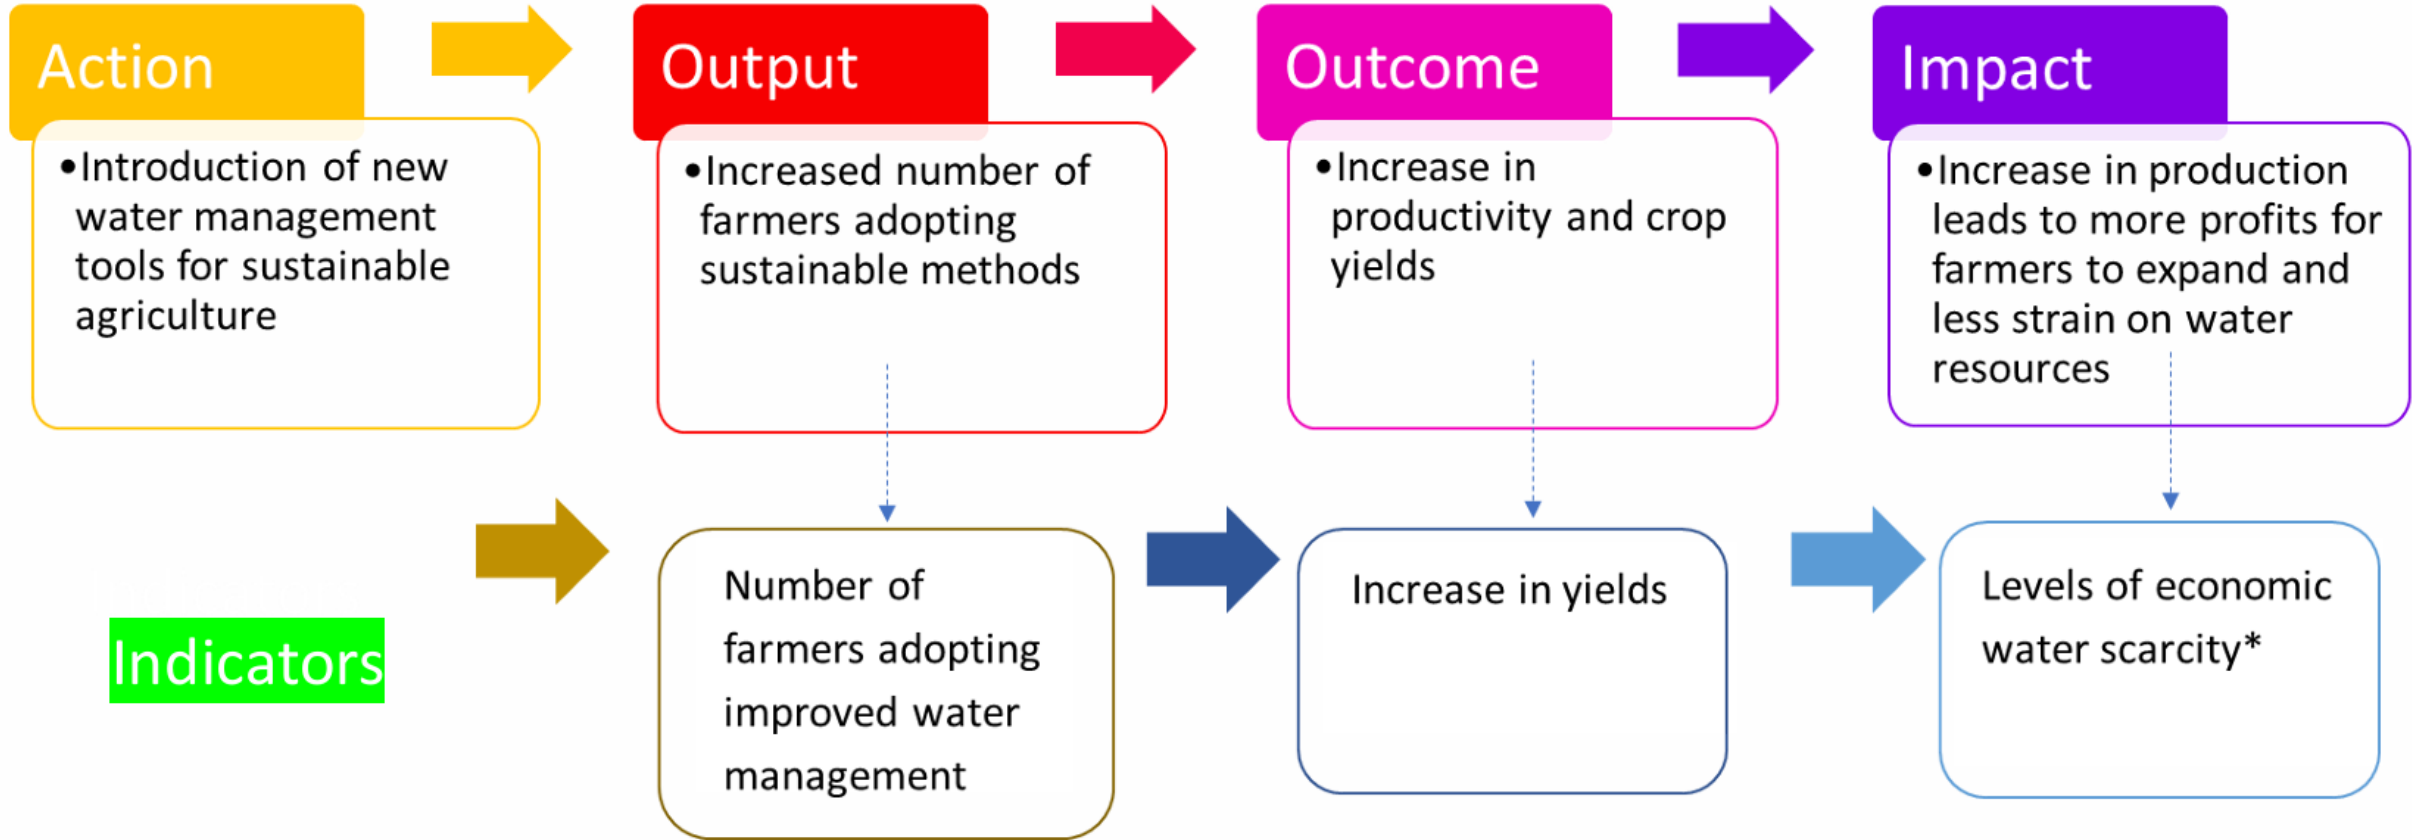 Action
Output
Outcome
Impact
•Introduction of new
water management
tools for sustainable
agriculture
•Increased number of
farmers adopting
sustainable methods
•Increase in
productivity and crop
yields
•Increase in production
leads to more profits for
farmers to expand and
less strain on water
resources
Indicators
Number of
farmers adopting
improved water
management
Increase in yields
Levels of economic
water scarcity*